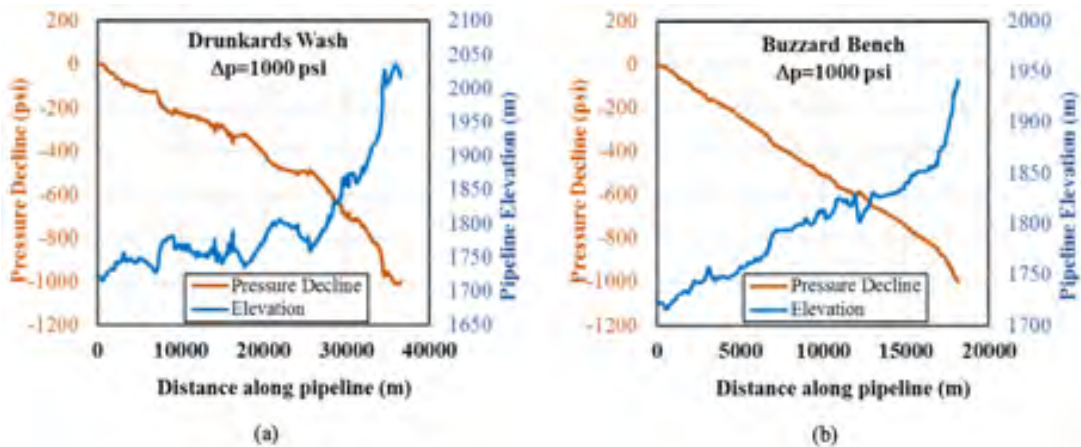 200
0
-200
-400
-600
-800
-1000
-1200
Pressure Decline (psi)
Drunkards Wash
Δp=1000 psi
Pressure Decline
Elevation
2100
2050
2000
1950
1900
1850
1800
1750
1700
1650
Pipeline Elevation (m)
0 10000 20000 30000 40000
Distance along pipeline (m)
(a)
200
0
-200
-400
-600
-800
-1000
-1200
Pressure Decline (psi)
Buzzard Bench
Δp=1000 psi
Pressure Decline
Elevation
2000
1950
1900
1850
1800
1750
1700
Pipeline Elevation (m)
0 5000 10000 15000 20000
Distance along pipeline (m)
(b)